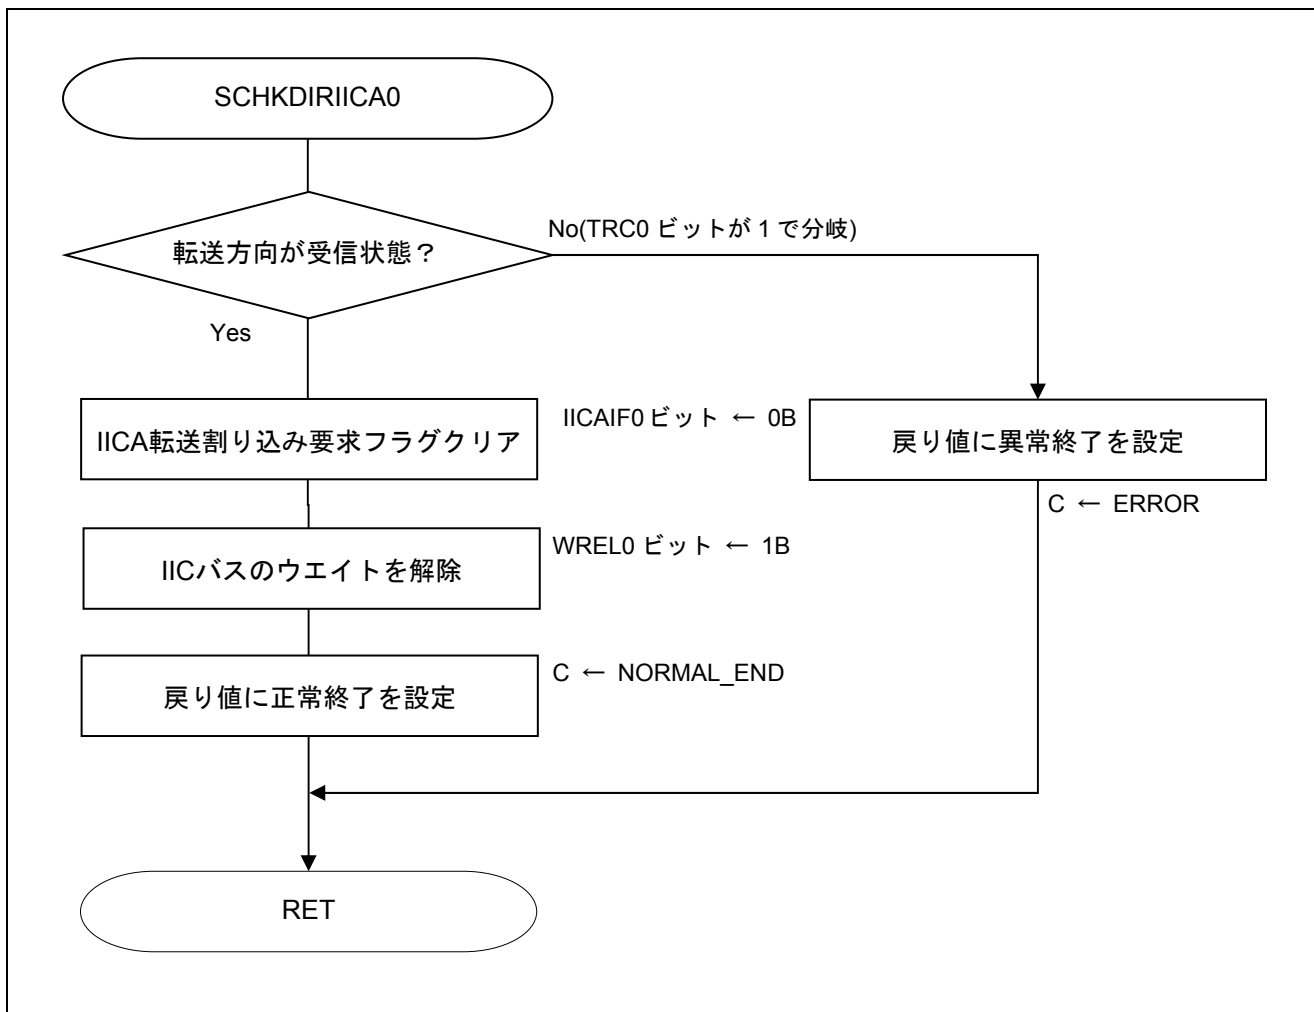 SCHKDIRIICA0
No(TRC0 ビットが 1 で分岐)
転送方向が受信状態？
Yes
IICA転送割り込み要求フラグクリア
IICAIF0 ビット ← 0B
戻り値に異常終了を設定
C ← ERROR
IICバスのウエイトを解除
WREL0 ビット ← 1B
戻り値に正常終了を設定
C ← NORMAL_END
RET